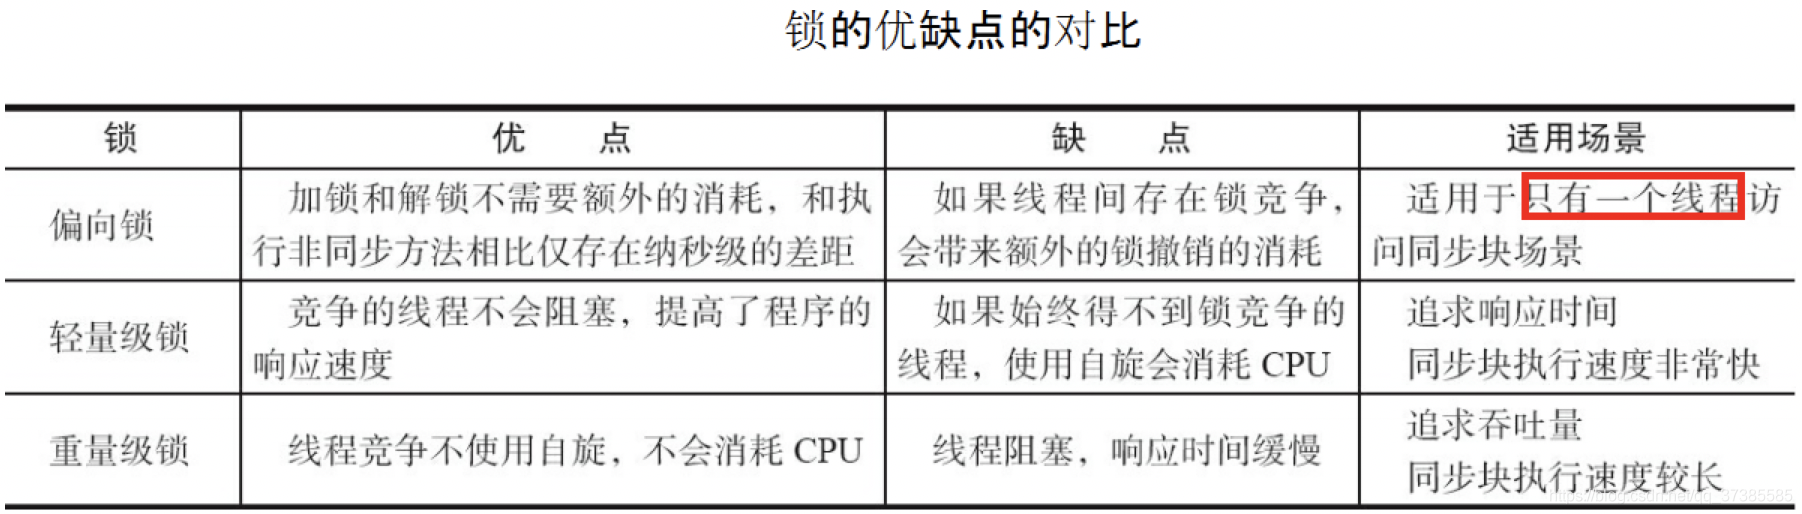 锁的优缺点的对比
锁 优 点 缺 点 适用场景
偏向锁
加锁和解锁不需要额外的消耗，和执
行非同步方法相比仅存在纳秒级的差距
如果线程间存在锁竞争，
会带来额外的锁撤销的消耗
适用于只有一个线程访
问同步块场景
轻量级锁
竞争的线程不会阻塞，提高了程序的
响应速度
如果始终得不到锁竞争的
线程，使用自旋会消耗 CPU
追求响应时间
同步块执行速度非常快
重量级锁
线程竞争不使用自旋，不会消耗 CPU
线程阻塞，响应时间缓慢
追求吞吐量
同步块执行速度较长
https://blog.csdn.net/qq_37385585